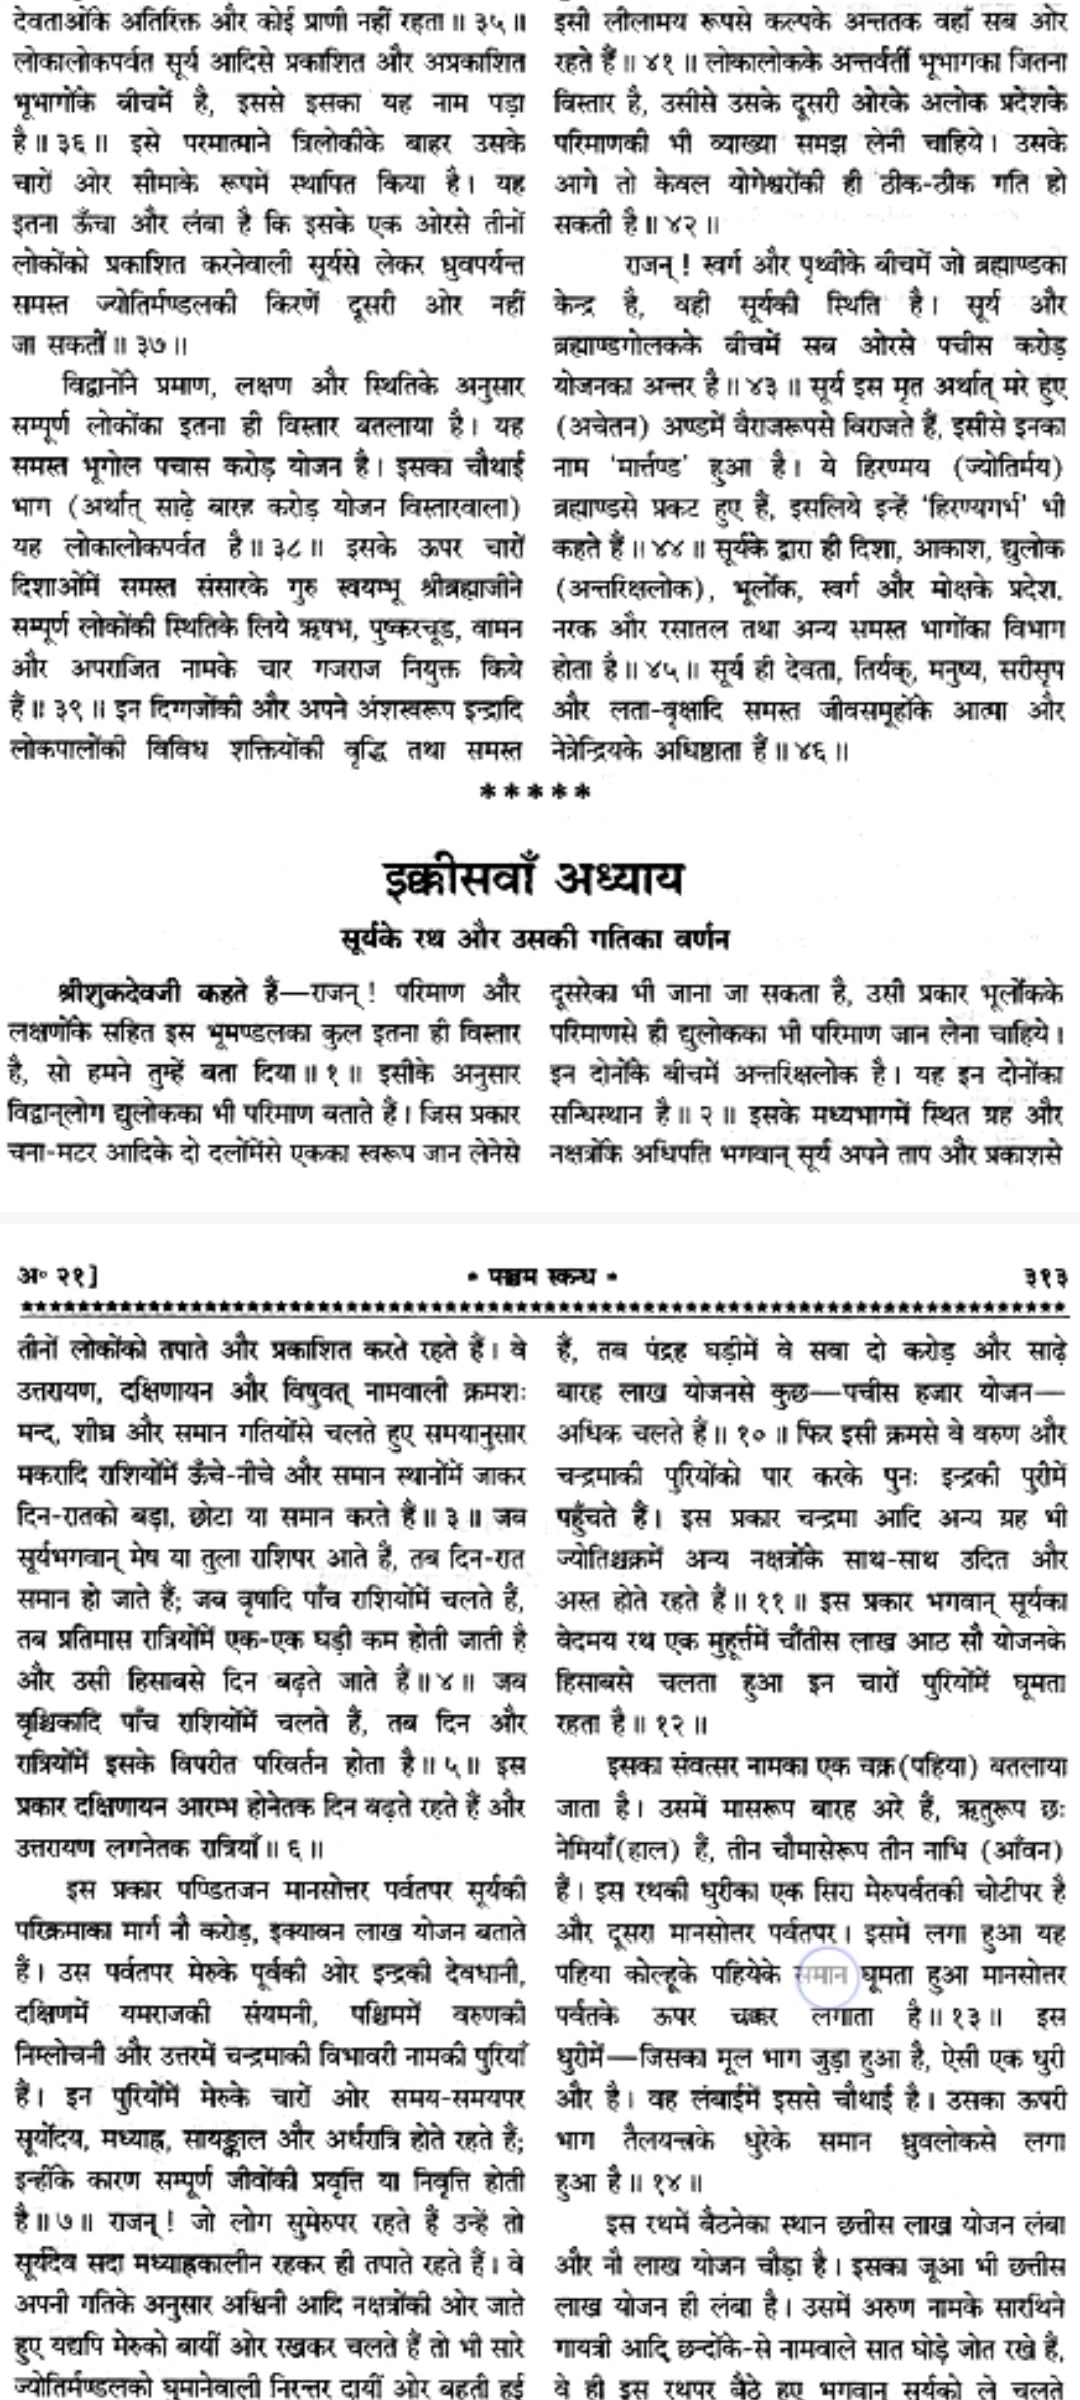 देवताओंके अतिरिक्त और कोई प्राणी नहीं रहता ॥ ३५ ॥
लोकालोकपर्वत सूर्य आदिसे प्रकाशित और अप्रकाशित
भूभागोंके बीचमें है, इससे इसका यह नाम पड़ा
है ॥ ३६ ॥ इसे परमात्माने त्रिलोकीके बाहर उसके
चारों ओर सीमाके रूपमें स्थापित किया है। यह
इतना ऊँचा और लंबा है कि इसके एक ओरसे तीनों
लोकोंको प्रकाशित करनेवाली सूर्यसे लेकर ध्रुवपर्यन्त
समस्त ज्योतिर्मण्डलकी किरणें दूसरी ओर नहीं
जा सकतीं ॥ ३७ ॥
विद्वानोंने प्रमाण, लक्षण और स्थितिके अनुसार
सम्पूर्ण लोकोंका इतना ही विस्तार बतलाया है। यह
समस्त भूगोल पचास करोड़ योजन है। इसका चौथाई
भाग (अर्थात् साढ़े बारह करोड़ योजन विस्तारवाला)
यह लोकालोकपर्वत है ॥ ३८ ॥ इसके ऊपर चारों
दिशाओंमें समस्त संसारके गुरु स्वयम्भू श्रीब्रह्माजीने
सम्पूर्ण लोकोंकी स्थितिके लिये ऋषभ, पुष्करचूड, वामन
और अपराजित नामके चार गजराज नियुक्त किये
हैं ॥ ३९ ॥ इन दिग्गजोंकी और अपने अंशस्वरूप इन्द्रादि
लोकपालोंकी विविध शक्तियोंकी वृद्धि तथा समस्त
इसी लीलामय रूपसे कल्पके अन्ततक वहाँ सब ओर
रहते हैं ॥ ४१ ॥ लोकालोकके अन्तर्वर्ती भूभागका जितना
विस्तार है, उसीसे उसके दूसरी ओरके अलोक प्रदेशके
परिमाणकी भी व्याख्या समझ लेनी चाहिये। उसके
आगे तो केवल योगेश्वरोंकी ही ठीक-ठीक गति हो
सकती है ॥ ४२ ॥
राजन् ! स्वर्ग और पृथ्वीके बीचमें जो ब्रह्माण्डका
केन्द्र है, वही सूर्यकी स्थिति है। सूर्य और
ब्रह्माण्डगोलकके बीचमें सब ओरसे पचीस करोड़
योजनका अन्तर है ॥ ४३ ॥ सूर्य इस मृत अर्थात् मरे हुए
(अचेतन) अण्डमें वैराजरूपसे विराजते हैं, इसीसे इनका
नाम ‘मार्त्तण्ड’ हुआ है। ये हिरण्मय (ज्योतिर्मय)
ब्रह्माण्डसे प्रकट हुए हैं, इसलिये इन्हें ‘हिरण्यगर्भ’ भी
कहते हैं ॥ ४४ ॥ सूर्यके द्वारा ही दिशा, आकाश, द्युलोक
(अन्तरिक्षलोक), भूर्लोक, स्वर्ग और मोक्षके प्रदेश,
नरक और रसातल तथा अन्य समस्त भागोंका विभाग
होता है ॥ ४५ ॥ सूर्य ही देवता, तिर्यक्, मनुष्य, सरीसृप
और लता-वृक्षादि समस्त जीवसमूहोंके आत्मा और
नेत्रेन्द्रियके अधिष्ठाता हैं ॥ ४६ ॥
*****
इक्कीसवाँ अध्याय
सूर्यके रथ और उसकी गतिका वर्णन
श्रीशुकदेवजी कहते हैं—राजन् ! परिमाण और
लक्षणोंके सहित इस भूमण्डलका कुल इतना ही विस्तार
है, सो हमने तुम्हें बता दिया ॥ १ ॥ इसीके अनुसार
विद्वान्‌लोग द्युलोकका भी परिमाण बताते हैं। जिस प्रकार
चना-मटर आदिके दो दलोंमेंसे एकका स्वरूप जान लेनेसे
दूसरेका भी जाना जा सकता है, उसी प्रकार भूर्लोकके
परिमाणसे ही द्युलोकका भी परिमाण जान लेना चाहिये।
इन दोनोंके बीचमें अन्तरिक्षलोक है। यह इन दोनोंका
सन्धिस्थान है ॥ २ ॥ इसके मध्यभागमें स्थित ग्रह और
नक्षत्रोंके अधिपति भगवान् सूर्य अपने ताप और प्रकाशसे
अ॰ २१]
• पञ्चम स्कन्ध •
३१३
तीनों लोकोंको तपाते और प्रकाशित करते रहते हैं। वे
उत्तरायण, दक्षिणायन और विषुवत् नामवाली क्रमशः
मन्द, शीघ्र और समान गतियोंसे चलते हुए समयानुसार
मकरादि राशियोंमें ऊँचे-नीचे और समान स्थानोंमें जाकर
दिन-रातको बड़ा, छोटा या समान करते हैं ॥ ३ ॥ जब
सूर्यभगवान् मेष या तुला राशिपर आते हैं, तब दिन-रात
समान हो जाते हैं; जब वृषादि पाँच राशियोंमें चलते हैं,
तब प्रतिमास रात्रियोंमें एक-एक घड़ी कम होती जाती है
और उसी हिसाबसे दिन बढ़ते जाते हैं ॥ ४ ॥ जब
वृश्चिकादि पाँच राशियोंमें चलते हैं, तब दिन और
रात्रियोंमें इसके विपरीत परिवर्तन होता है ॥ ५ ॥ इस
प्रकार दक्षिणायन आरम्भ होनेतक दिन बढ़ते रहते हैं और
उत्तरायण लगनेतक रात्रियाँ ॥ ६ ॥
इस प्रकार पण्डितजन मानसोत्तर पर्वतपर सूर्यकी
परिक्रमाका मार्ग नौ करोड़, इक्यावन लाख योजन बताते
हैं। उस पर्वतपर मेरुके पूर्वकी ओर इन्द्रकी देवधानी,
दक्षिणमें यमराजकी संयमनी, पश्चिममें वरुणकी
निम्लोचनी और उत्तरमें चन्द्रमाकी विभावरी नामकी पुरियाँ
हैं। इन पुरियोंमें मेरुके चारों ओर समय-समयपर
सूर्योदय, मध्याह्न, सायङ्काल और अर्धरात्रि होते रहते हैं;
इन्हींके कारण सम्पूर्ण जीवोंकी प्रवृत्ति या निवृत्ति होती
है ॥ ७ ॥ राजन् ! जो लोग सुमेरुपर रहते हैं उन्हें तो
सूर्यदेव सदा मध्याह्नकालीन रहकर ही तपाते रहते हैं। वे
अपनी गतिके अनुसार अश्विनी आदि नक्षत्रोंकी ओर जाते
हुए यद्यपि मेरुको बायीं ओर रखकर चलते हैं तो भी सारे
ज्योतिर्मण्डलको घुमानेवाली निरन्तर दायीं ओर बहती हुई
हैं, तब पंद्रह घड़ीमें वे सवा दो करोड़ और साढ़े
बारह लाख योजनसे कुछ—पचीस हजार योजन—
अधिक चलते हैं ॥ १० ॥ फिर इसी क्रमसे वे वरुण और
चन्द्रमाकी पुरियोंको पार करके पुनः इन्द्रकी पुरीमें
पहुँचते हैं। इस प्रकार चन्द्रमा आदि अन्य ग्रह भी
ज्योतिश्चक्रमें अन्य नक्षत्रोंके साथ-साथ उदित और
अस्त होते रहते हैं ॥ ११ ॥ इस प्रकार भगवान् सूर्यका
वेदमय रथ एक मुहूर्त्तमें चौंतीस लाख आठ सौ योजनके
हिसाबसे चलता हुआ इन चारों पुरियोंमें घूमता
रहता है ॥ १२ ॥
इसका संवत्सर नामका एक चक्र(पहिया) बतलाया
जाता है। उसमें मासरूप बारह अरे हैं, ऋतुरूप छः
नेमियाँ(हाल) हैं, तीन चौमासेरूप तीन नाभि (आँवन)
हैं। इस रथकी धुरीका एक सिरा मेरुपर्वतकी चोटीपर है
और दूसरा मानसोत्तर पर्वतपर। इसमें लगा हुआ यह
पहिया कोल्हूके पहियेके समान घूमता हुआ मानसोत्तर
पर्वतके ऊपर चक्कर लगाता है ॥ १३ ॥ इस
धुरीमें—जिसका मूल भाग जुड़ा हुआ है, ऐसी एक धुरी
और है। वह लंबाईमें इससे चौथाई है। उसका ऊपरी
भाग तैलयन्त्रके धुरेके समान ध्रुवलोकसे लगा
हुआ है ॥ १४ ॥
इस रथमें बैठनेका स्थान छत्तीस लाख योजन लंबा
और नौ लाख योजन चौड़ा है। इसका जूआ भी छत्तीस
लाख योजन ही लंबा है। उसमें अरुण नामके सारथिने
गायत्री आदि छन्दोंके-से नामवाले सात घोड़े जोत रखे हैं,
वे ही इस रथपर बैठे हुए भगवान् सूर्यको ले चलते